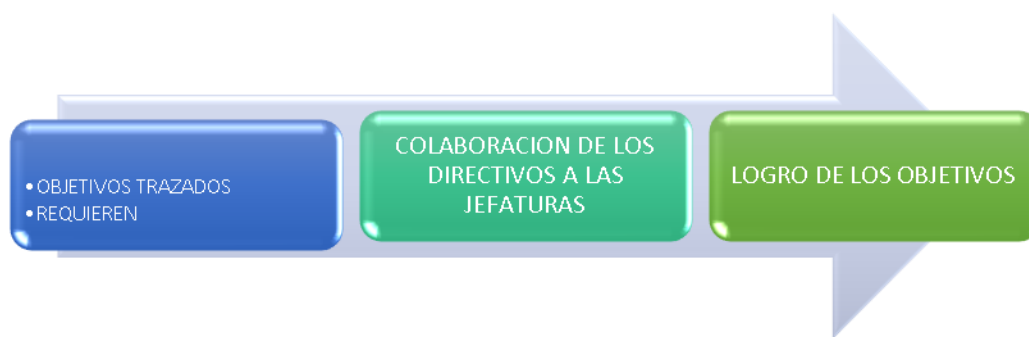 • OBJETIVOS TRAZADOS
• REQUIEREN
COLABORACION DE LOS
DIRECTIVOS A LAS
JEFATURAS
LOGRO DE LOS OBJETIVOS